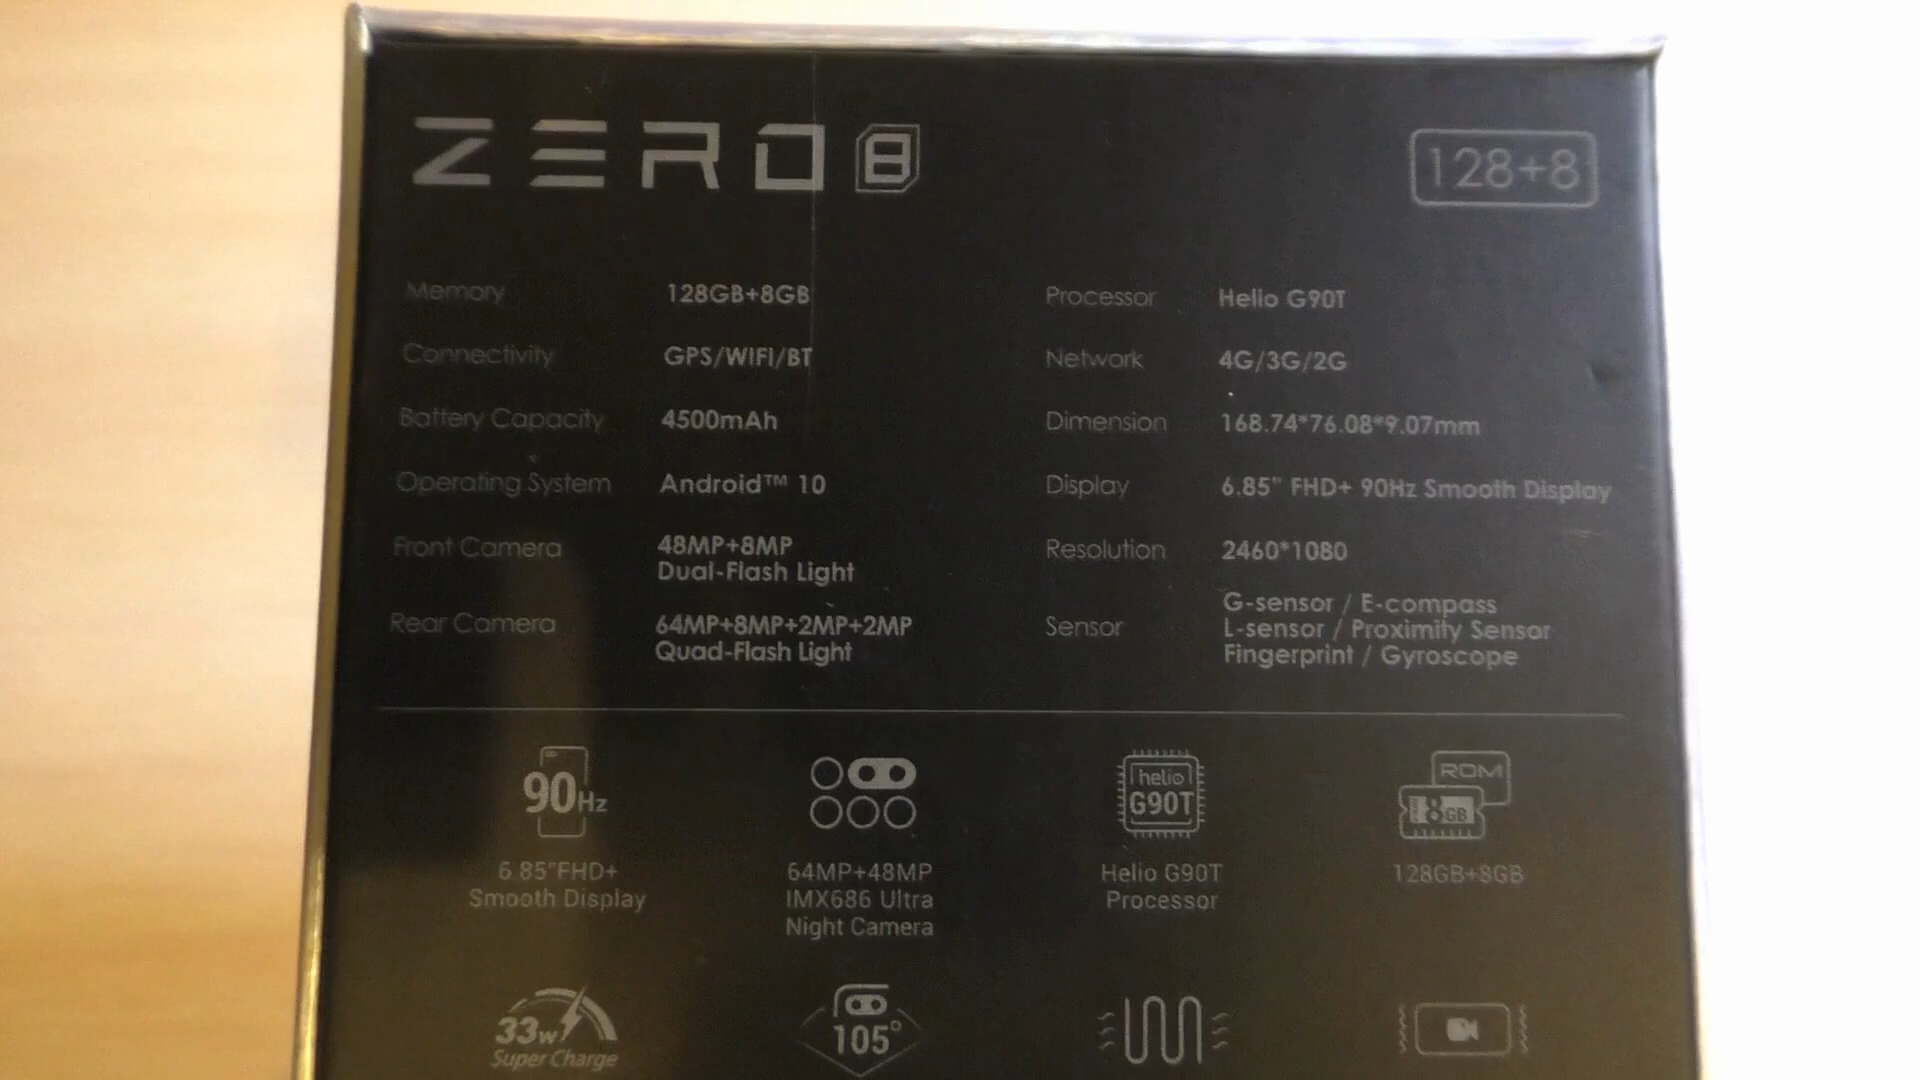 ZERO 8
128+8
Memory 128GB+8GB
Connectivity GPS/WIFI/BT
Battery Capacity 4500mAh
Operating System Android™ 10
Front Camera 48MP+8MP
Dual-Flash Light
Rear Camera 64MP+8MP+2MP+2MP
Quad-Flash Light
Processor Helio G90T
Network 4G/3G/2G
Dimension 168.74*76.08*9.07mm
Display 6.85" FHD+ 90Hz Smooth Display
Resolution 2460*1080
Sensor G-sensor / E-compass
L-sensor / Proximity Sensor
Fingerprint / Gyroscope
90Hz
6.85"FHD+
Smooth Display
64MP+48MP
IMX686 Ultra
Night Camera
helio
G90T
Helio G90T
Processor
ROM
8GB
128GB+8GB
33W
Super Charge
105°